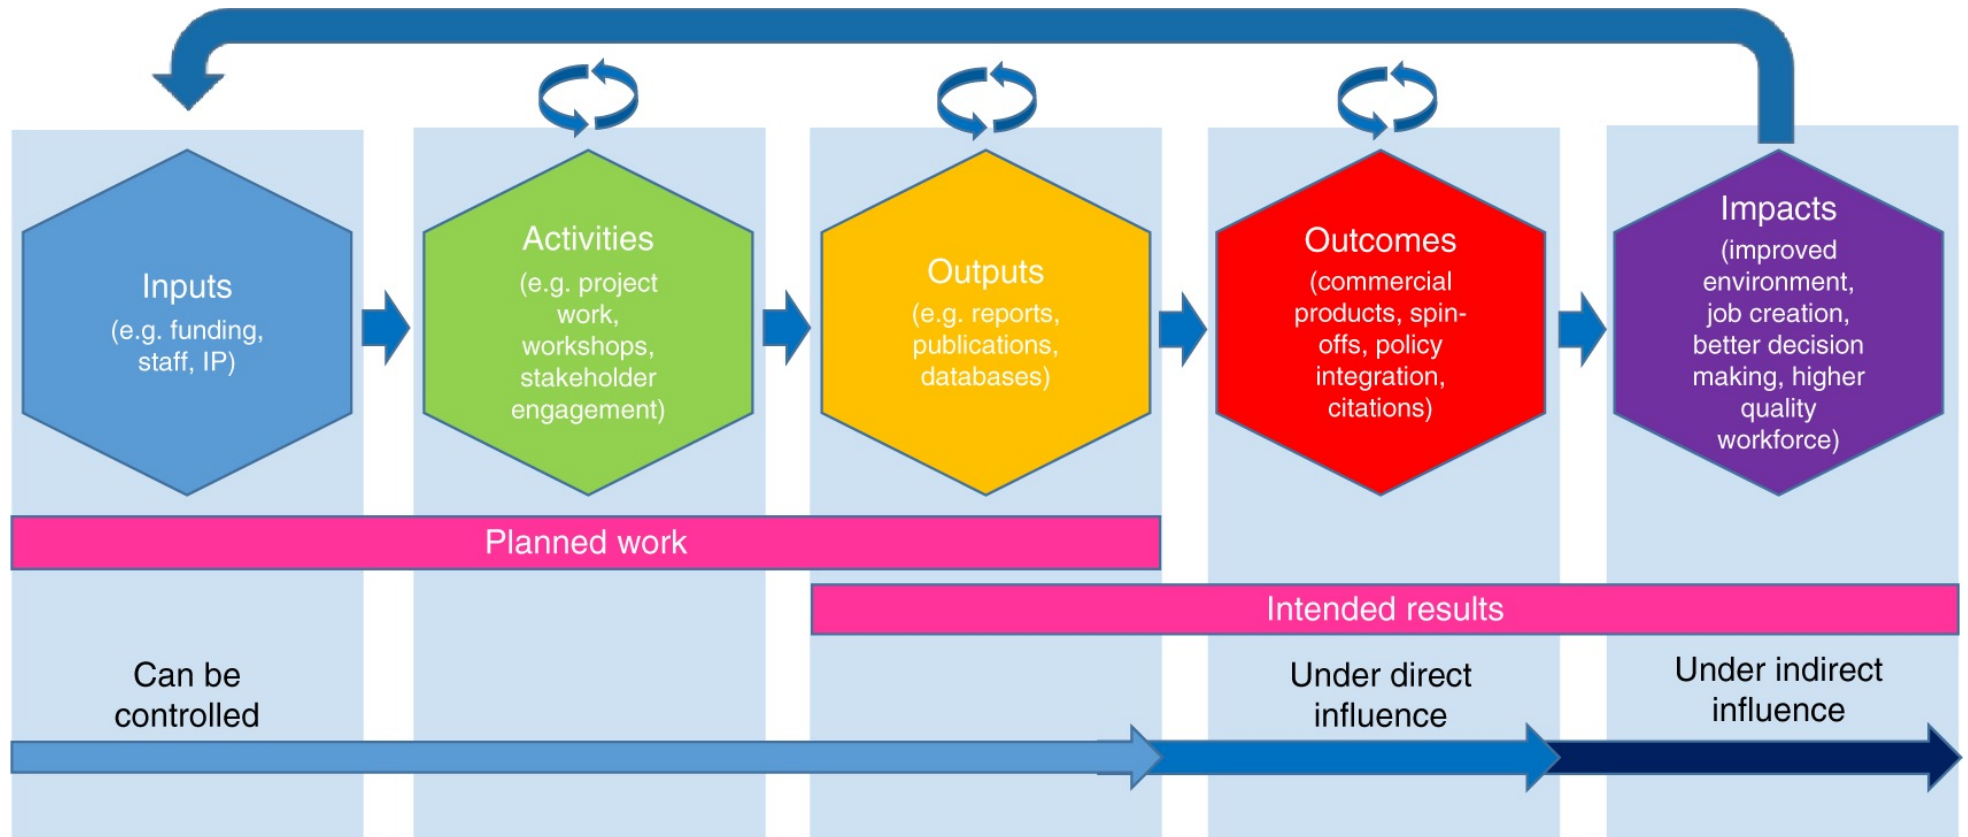 Inputs
(e.g. funding,
staff, IP)
Activities
(e.g. project
work,
workshops,
stakeholder
engagement)
Outputs
(e.g. reports,
publications,
databases)
Outcomes
(commercial
products, spin-
offs, policy
integration,
citations)
Impacts
(improved
environment,
job creation,
better decision
making, higher
quality
workforce)
Planned work
Intended results
Can be
controlled
Under direct
influence
Under indirect
influence